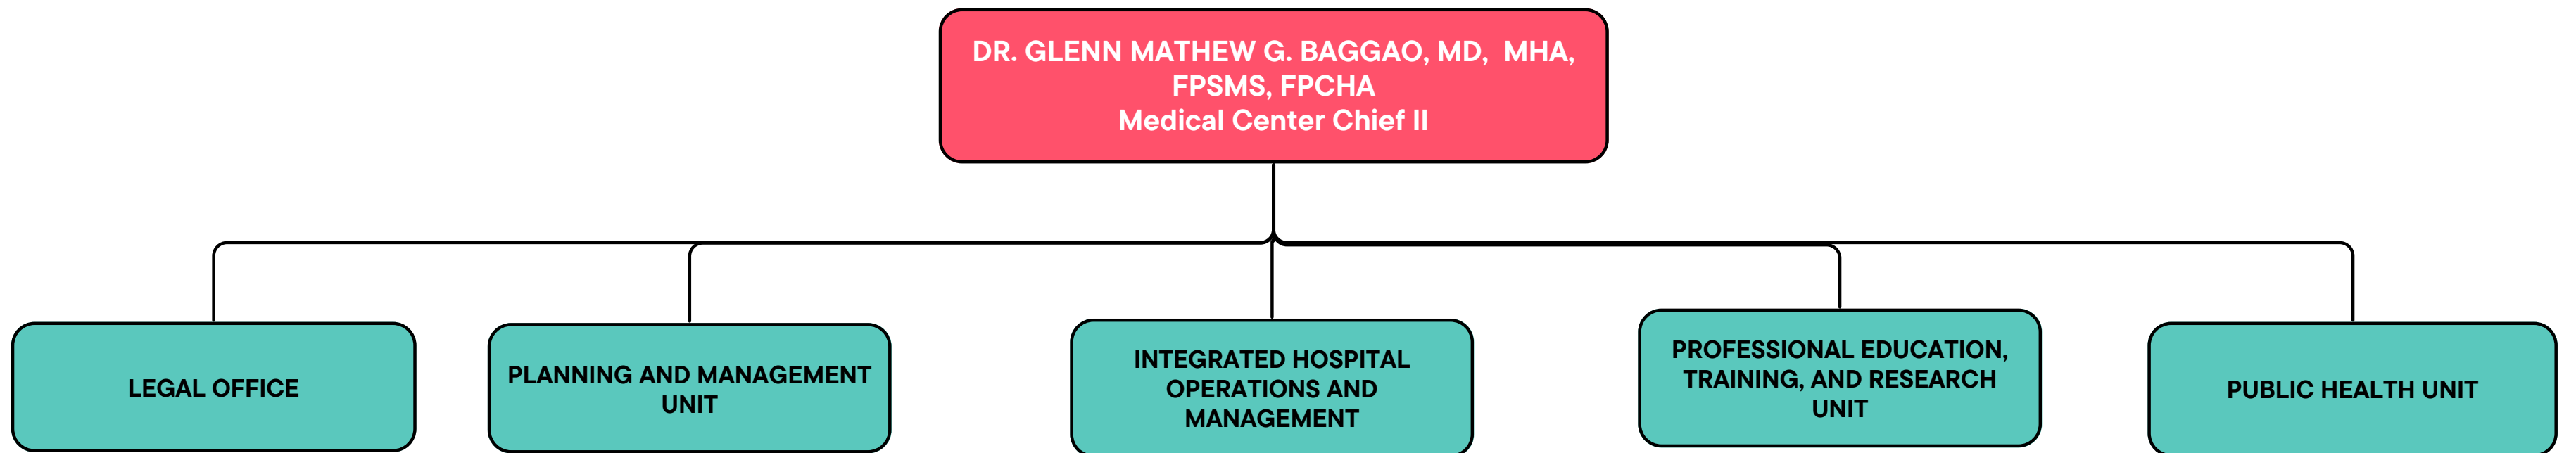 DR. GLENN MATHEW G. BAGGAO, MD, MHA,
FPSMS, FPCHA
Medical Center Chief II
LEGAL OFFICE
PLANNING AND MANAGEMENT
UNIT
INTEGRATED HOSPITAL
OPERATIONS AND
MANAGEMENT
PROFESSIONAL EDUCATION,
TRAINING, AND RESEARCH
UNIT
PUBLIC HEALTH UNIT